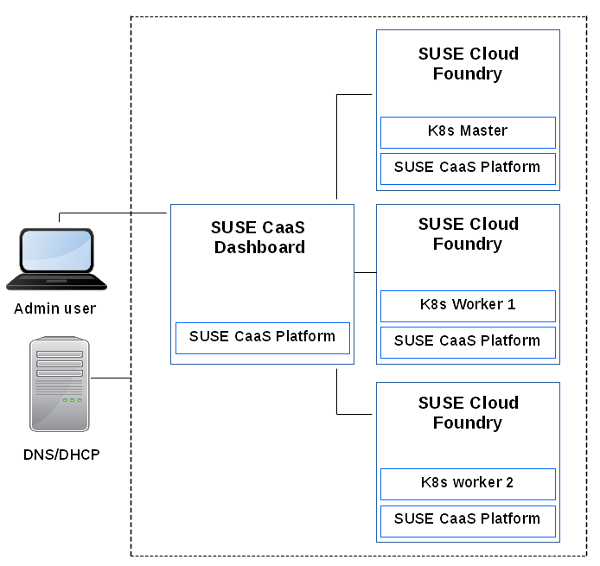 SUSE Cloud
Foundry
K8s Master
SUSE CaaS Platform
SUSE CaaS
Dashboard
SUSE CaaS Platform
SUSE Cloud
Foundry
K8s Worker 1
SUSE CaaS Platform
Admin user
DNS/DHCP
SUSE Cloud
Foundry
K8s worker 2
SUSE CaaS Platform